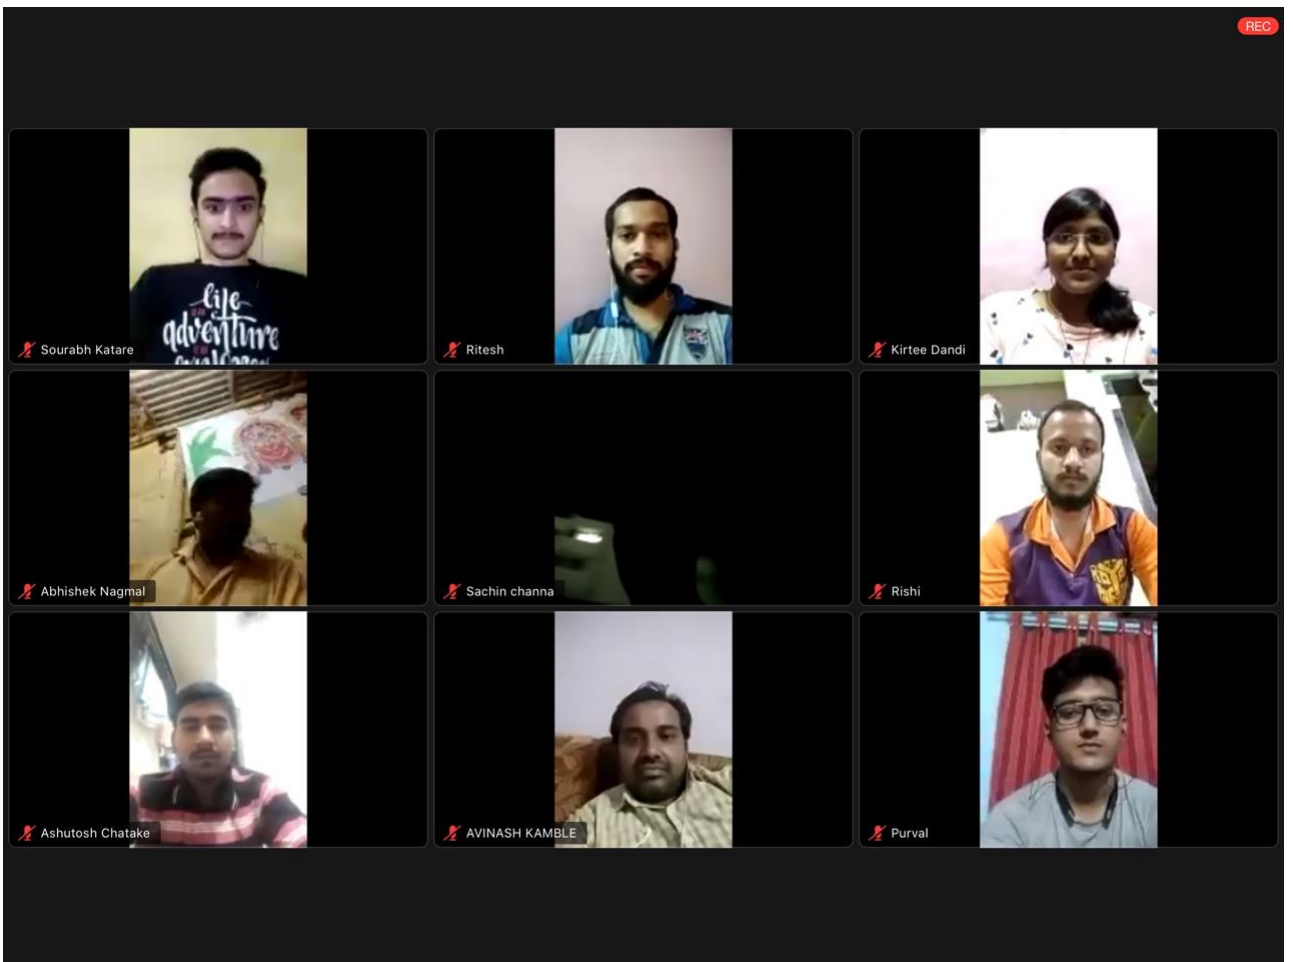 REC
life
adventure
Sourabh Katare
Ritesh
Kirtee Dandi
Abhishek Nagmal
Sachin channa
Rishi
Ashutosh Chatake
AVINASH KAMBLE
Purval